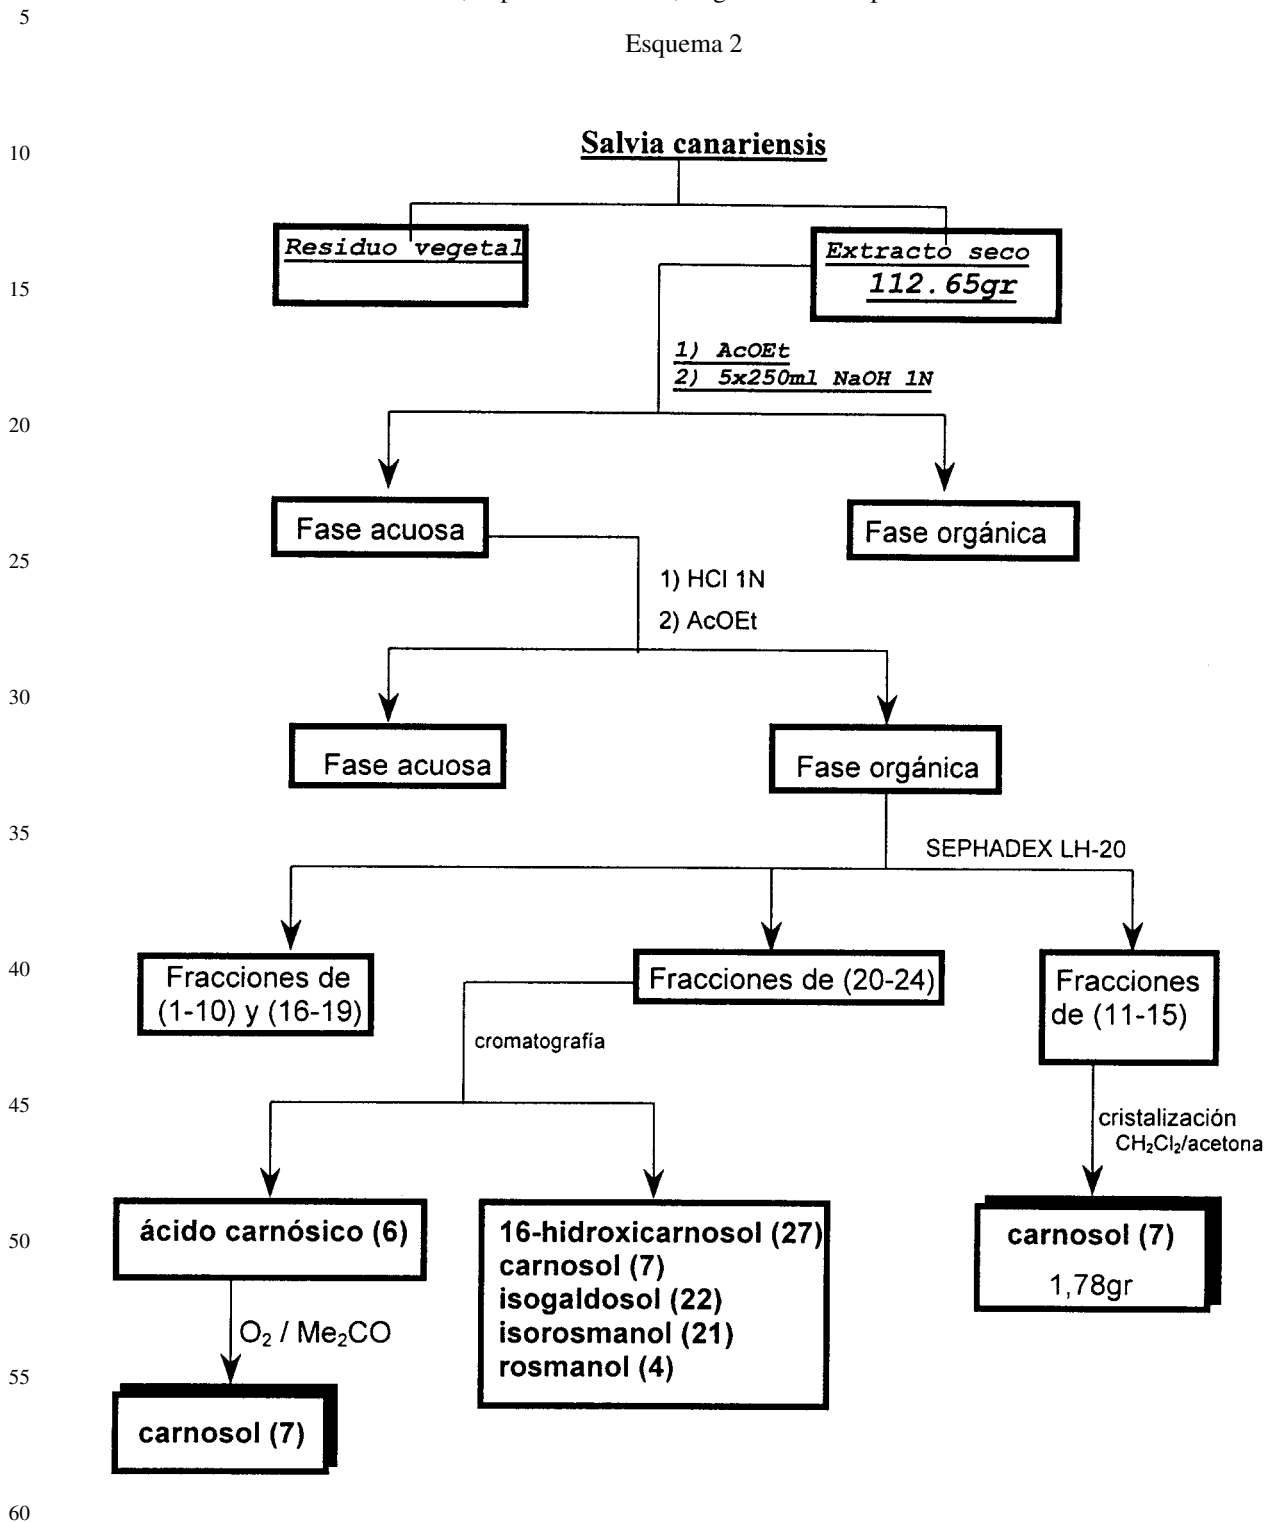 5
Esquema 2
10
Salvia canariensis
Residuo vegetal
Extracto seco
112.65gr
15
1) AcOEt
2) 5x250ml NaOH 1N
20
Fase acuosa
Fase orgánica
25
1) HCl 1N
2) AcOEt
30
Fase acuosa
Fase orgánica
35
SEPHADEX LH-20
40
Fracciones de
(1-10) y (16-19)
Fracciones de (20-24)
Fracciones
de (11-15)
cromatografía
45
cristalización
CH₂Cl₂/acetona
ácido carnósico (6)
50
16-hidroxicarnosol (27)
carnosol (7)
isogaldosol (22)
isorosmanol (21)
rosmanol (4)
carnosol (7)
1,78gr
O₂ / Me₂CO
55
carnosol (7)
60